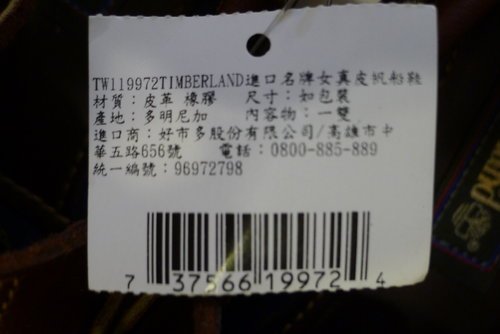 TW119972TIMBERLAND進口名牌女真皮帆船鞋
材質：皮革 橡膠 尺寸：如包裝
產地：多明尼加 內容物：一雙
進口商：好市多股份有限公司/高雄市中
華五路656號 電話：0800-885-889
統一編號：96972798
7 37566 19972 4